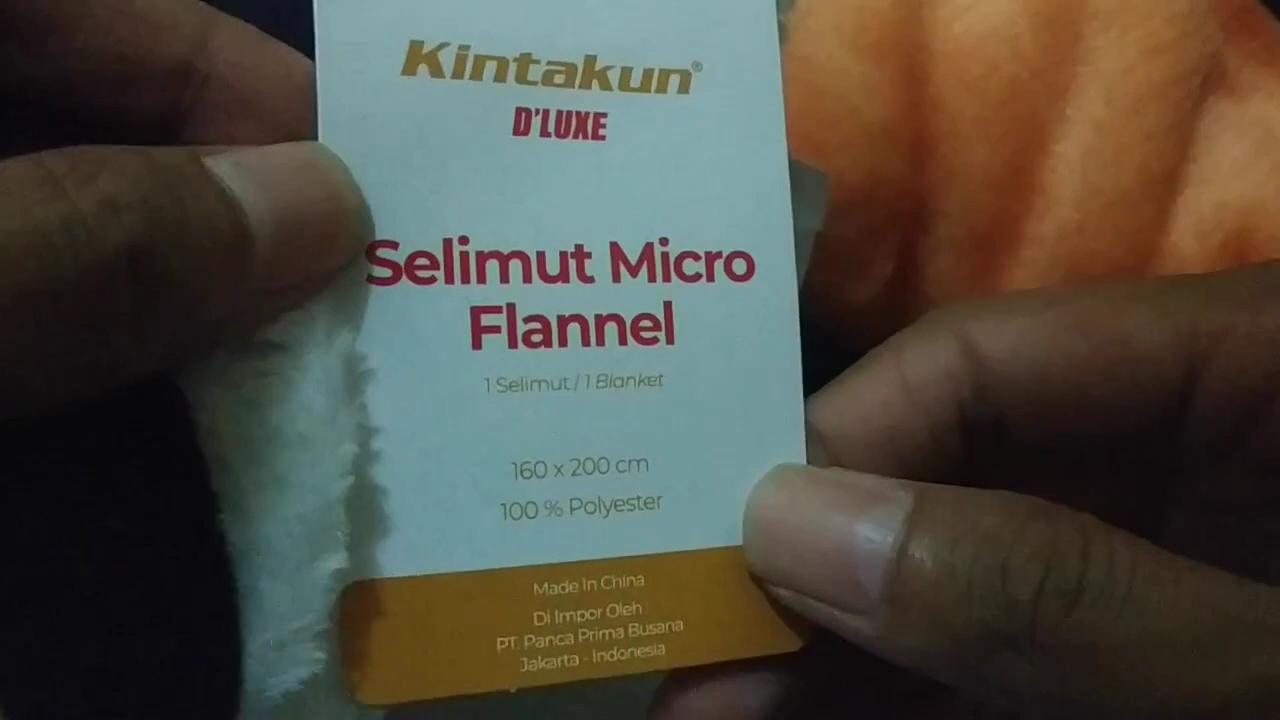 Kintakun®
D'LUXE
Selimut Micro
Flannel
1 Selimut / 1 Blanket
160 x 200 cm
100 % Polyester
Made In China
Di Impor Oleh
PT. Panca Prima Busana
Jakarta - Indonesia